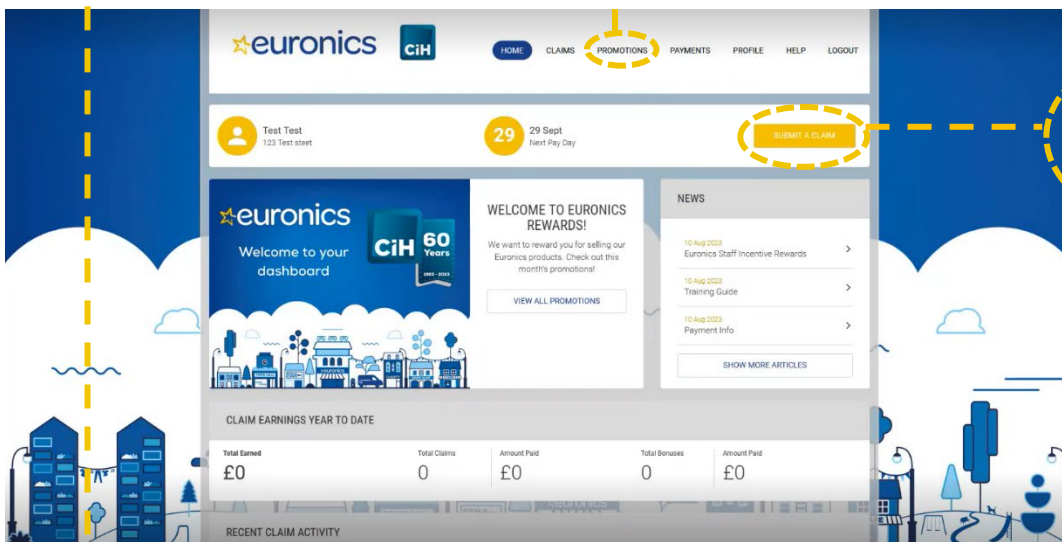 euronics CiH
HOME CLAIMS PROMOTIONS PAYMENTS PROFILE HELP LOGOUT
Test Test
123 Test steet
29
29 Sept
Next Pay Day
SUBMIT A CLAIM
euronics
Welcome to your
dashboard
CiH 60
Years
WELCOME TO EURONICS
REWARDS!
We want to reward you for selling our
Euronics products. Check out this
month's promotions!
VIEW ALL PROMOTIONS
NEWS
10 Aug 2023
Euronics Staff Incentive Rewards
10 Aug 2023
Training Guide
10 Aug 2023
Payment Info
SHOW MORE ARTICLES
CLAIM EARNINGS YEAR TO DATE
Total Earned Total Claims Amount Paid Total Bonuses Amount Paid
£0 0 £0 0 £0
RECENT CLAIM ACTIVITY